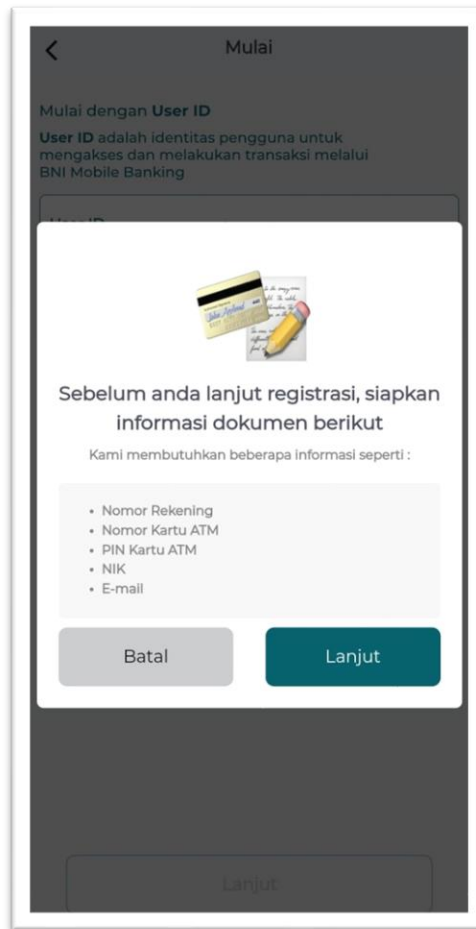 Mulai
Mulai dengan User ID
User ID adalah identitas pengguna untuk
mengakses dan melakukan transaksi melalui
BNI Mobile Banking
User ID
Sebelum anda lanjut registrasi, siapkan
informasi dokumen berikut
Kami membutuhkan beberapa informasi seperti :
• Nomor Rekening
• Nomor Kartu ATM
• PIN Kartu ATM
• NIK
• E-mail
Batal
Lanjut
Lanjut